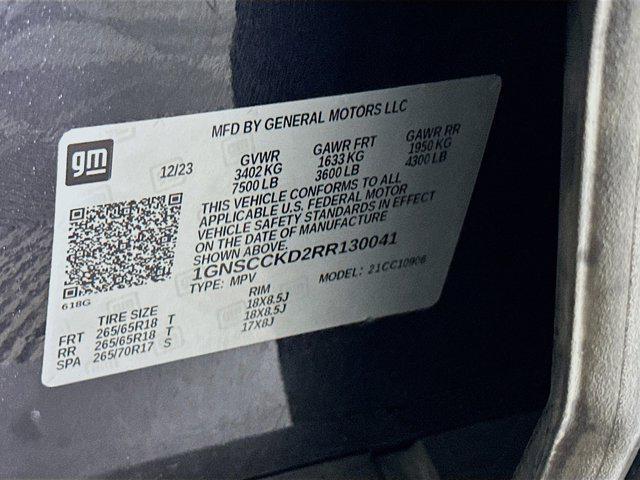 MFD BY GENERAL MOTORS LLC
gm
12/23
GVWR GAWR FRT GAWR RR
3402 KG 1633 KG 1950 KG
7500 LB 3600 LB 4300 LB
THIS VEHICLE CONFORMS TO ALL
APPLICABLE U.S. FEDERAL MOTOR
VEHICLE SAFETY STANDARDS IN EFFECT
ON THE DATE OF MANUFACTURE
SHOWN ABOVE.
1GNSCCKD2RR130041
TYPE: MPV MODEL: 21CC10906
618G
TIRE SIZE RIM
FRT 265/65R18 T 18X8.5J
RR 265/65R18 T 18X8.5J
SPA 265/70R17 S 17X8J